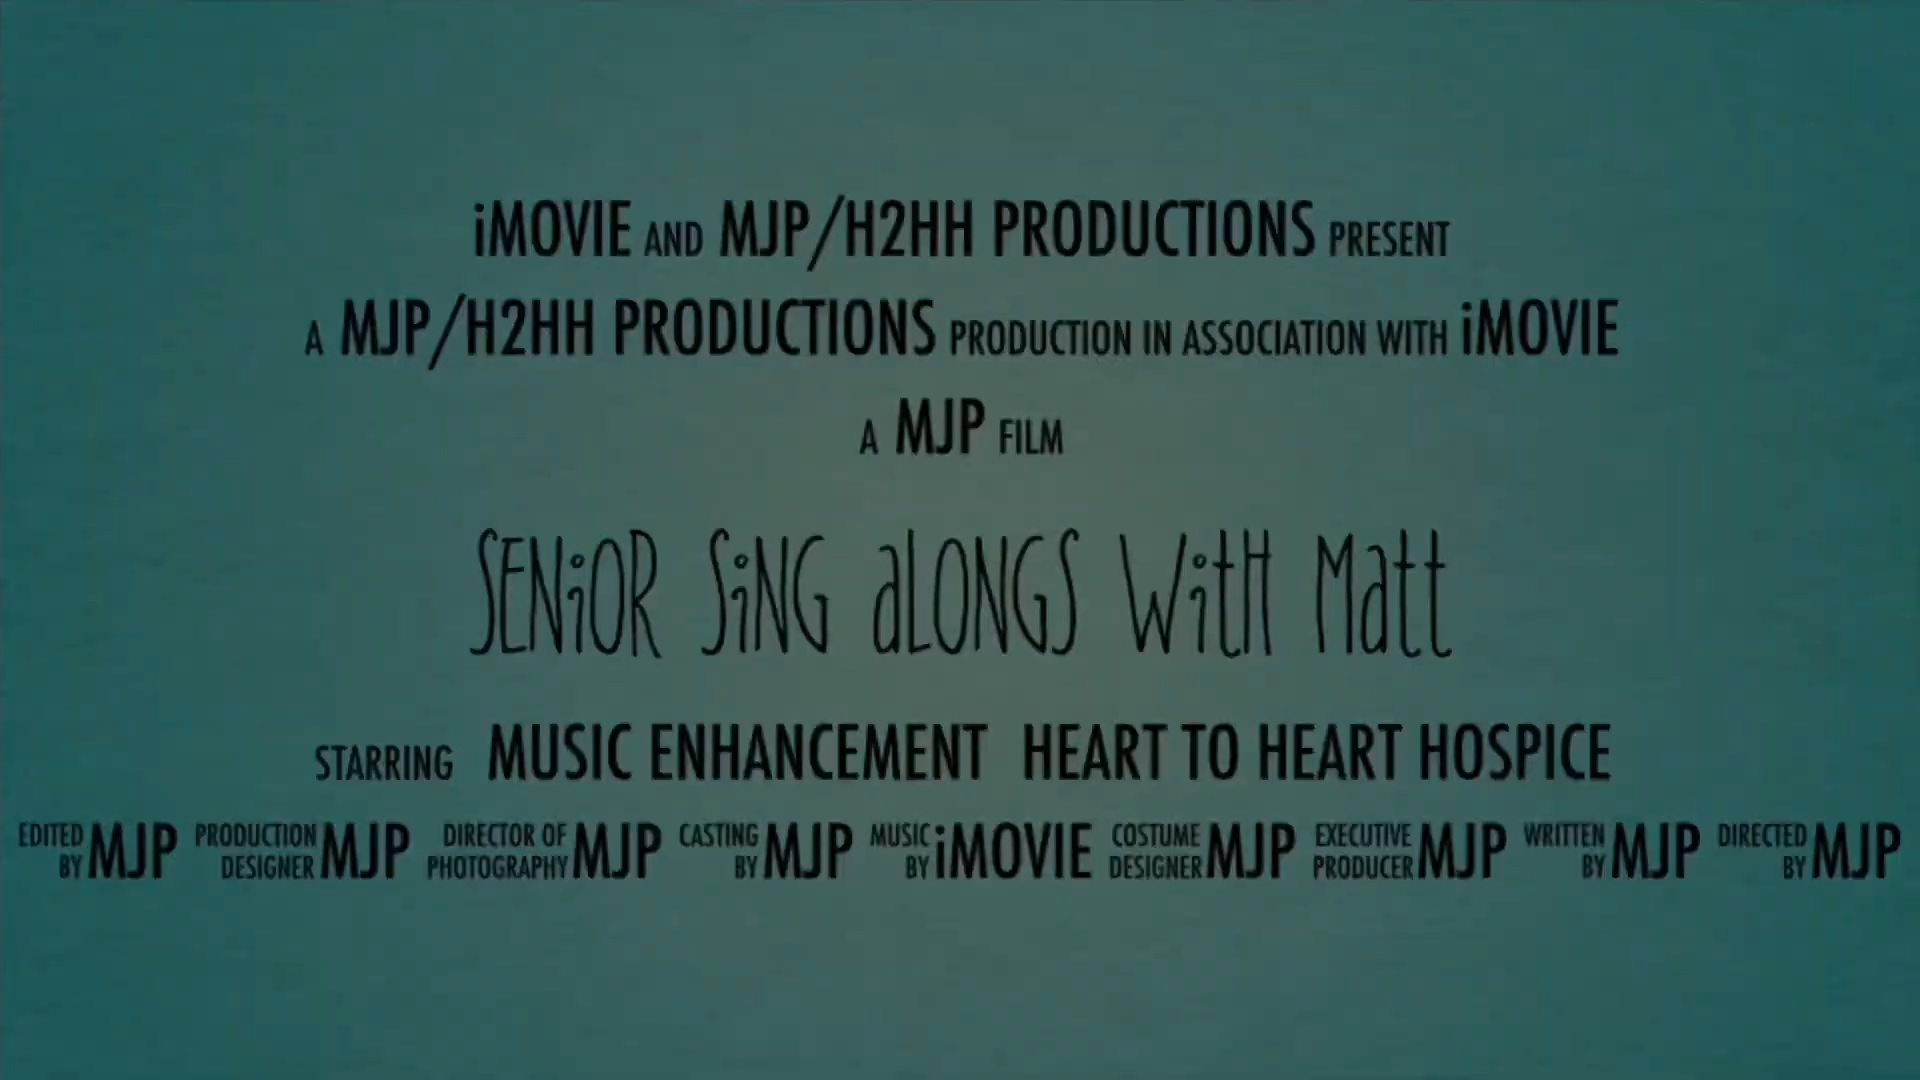 iMOVIE AND MJP/H2HH PRODUCTIONS PRESENT
A MJP/H2HH PRODUCTIONS PRODUCTION IN ASSOCIATION WITH iMOVIE
A MJP FILM
SENiOR SiNG aLONGS WitH Matt
STARRING MUSIC ENHANCEMENT HEART TO HEART HOSPICE
EDITED BY MJP PRODUCTION DESIGNER MJP DIRECTOR OF PHOTOGRAPHY MJP CASTING BY MJP MUSIC BY iMOVIE COSTUME DESIGNER MJP EXECUTIVE PRODUCER MJP WRITTEN BY MJP DIRECTED BY MJP